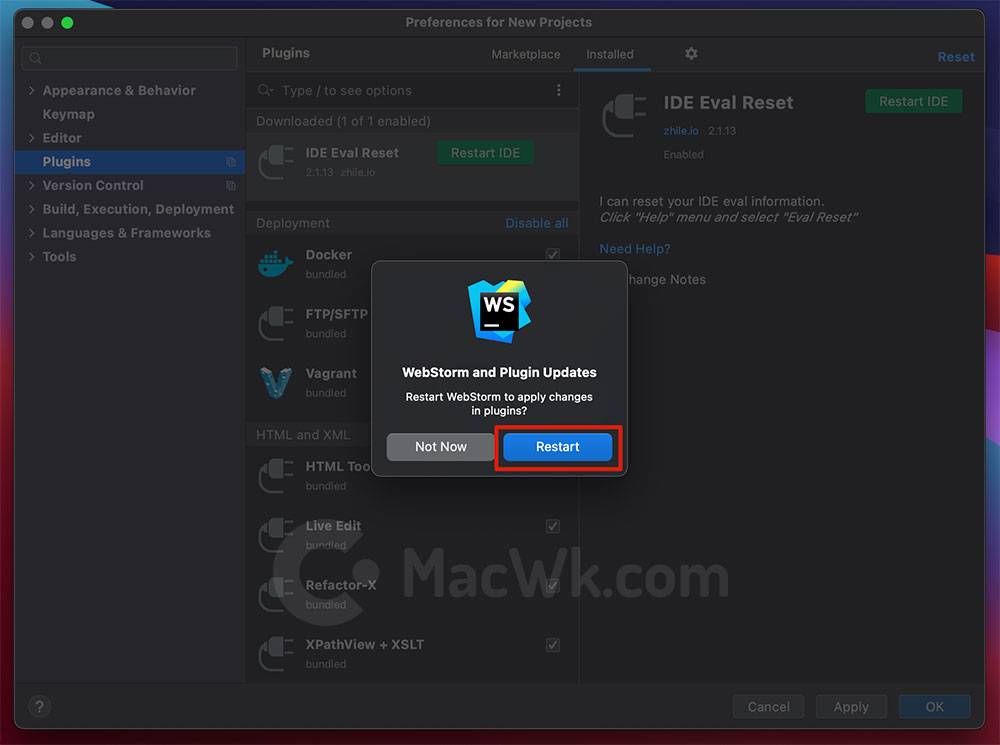 Preferences for New Projects
Plugins
Marketplace
Installed
Reset
Appearance & Behavior
Keymap
Editor
Plugins
Version Control
Build, Execution, Deployment
Languages & Frameworks
Tools
Type / to see options
Downloaded (1 of 1 enabled)
IDE Eval Reset
Restart IDE
2.1.13 zhile.io
Deployment
Disable all
Docker
bundled
FTP/SFTP
bundled
Vagrant
bundled
HTML and XML
HTML Too
bundled
Live Edit
bundled
Refactor-X
bundled
XPathView + XSLT
bundled
IDE Eval Reset
Restart IDE
zhile.io 2.1.13
Enabled
I can reset your IDE eval information.
Click "Help" menu and select "Eval Reset"
Need Help?
hange Notes
WS
WebStorm and Plugin Updates
Restart WebStorm to apply changes
in plugins?
Not Now
Restart
MacWk.com
?
Cancel
Apply
OK